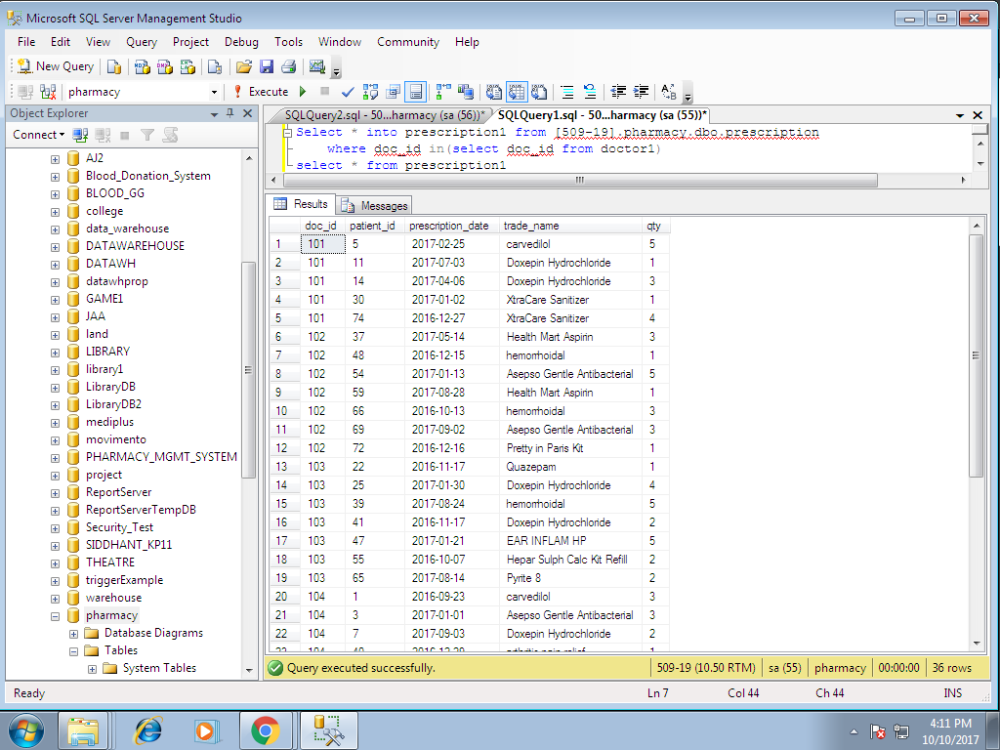 Microsoft SQL Server Management Studio
File Edit View Query Project Debug Tools Window Community Help
New Query
pharmacy Execute
Object Explorer
Connect
AJ2
Blood_Donation_System
BLOOD_GG
college
data_warehouse
DATAWAREHOUSE
DATAWH
datawhprop
GAME1
JAA
land
LIBRARY
library1
LibraryDB
LibraryDB2
mediplus
movimento
PHARMACY_MGMT_SYSTEM
project
ReportServer
ReportServerTempDB
Security_Test
SIDDHANT_KP11
THEATRE
triggerExample
warehouse
pharmacy
Database Diagrams
Tables
System Tables
SQLQuery2.sql - 50...harmacy (sa (56))* SQLQuery1.sql - 50...harmacy (sa (55))*
Select * into prescription1 from [509-19].pharmacy.dbo.prescription
where doc_id in(select doc_id from doctor1)
select * from prescription1
Results Messages
doc_id patient_id prescription_date trade_name qty
1 101 5 2017-02-25 carvedilol 5
2 101 11 2017-07-03 Doxepin Hydrochloride 1
3 101 14 2017-04-06 Doxepin Hydrochloride 3
4 101 30 2017-01-02 XtraCare Sanitizer 1
5 101 74 2016-12-27 XtraCare Sanitizer 4
6 102 37 2017-05-14 Health Mart Aspirin 3
7 102 48 2016-12-15 hemorrhoidal 1
8 102 54 2017-01-13 Asepso Gentle Antibacterial 5
9 102 59 2017-08-28 Health Mart Aspirin 1
10 102 66 2016-10-13 hemorrhoidal 3
11 102 69 2017-09-02 Asepso Gentle Antibacterial 3
12 102 72 2016-12-16 Pretty in Paris Kit 1
13 103 22 2016-11-17 Quazepam 1
14 103 25 2017-01-30 Doxepin Hydrochloride 4
15 103 39 2017-08-24 hemorrhoidal 5
16 103 41 2016-11-17 Doxepin Hydrochloride 2
17 103 47 2017-01-21 EAR INFLAM HP 5
18 103 55 2016-10-07 Hepar Sulph Calc Kit Refill 2
19 103 65 2017-08-14 Pyrite 8 2
20 104 1 2016-09-23 carvedilol 3
21 104 3 2017-01-01 Asepso Gentle Antibacterial 3
22 104 7 2017-09-03 Doxepin Hydrochloride 2
Query executed successfully. 509-19 (10.50 RTM) sa (55) pharmacy 00:00:00 36 rows
Ready Ln 7 Col 44 Ch 44 INS
4:11 PM
10/10/2017